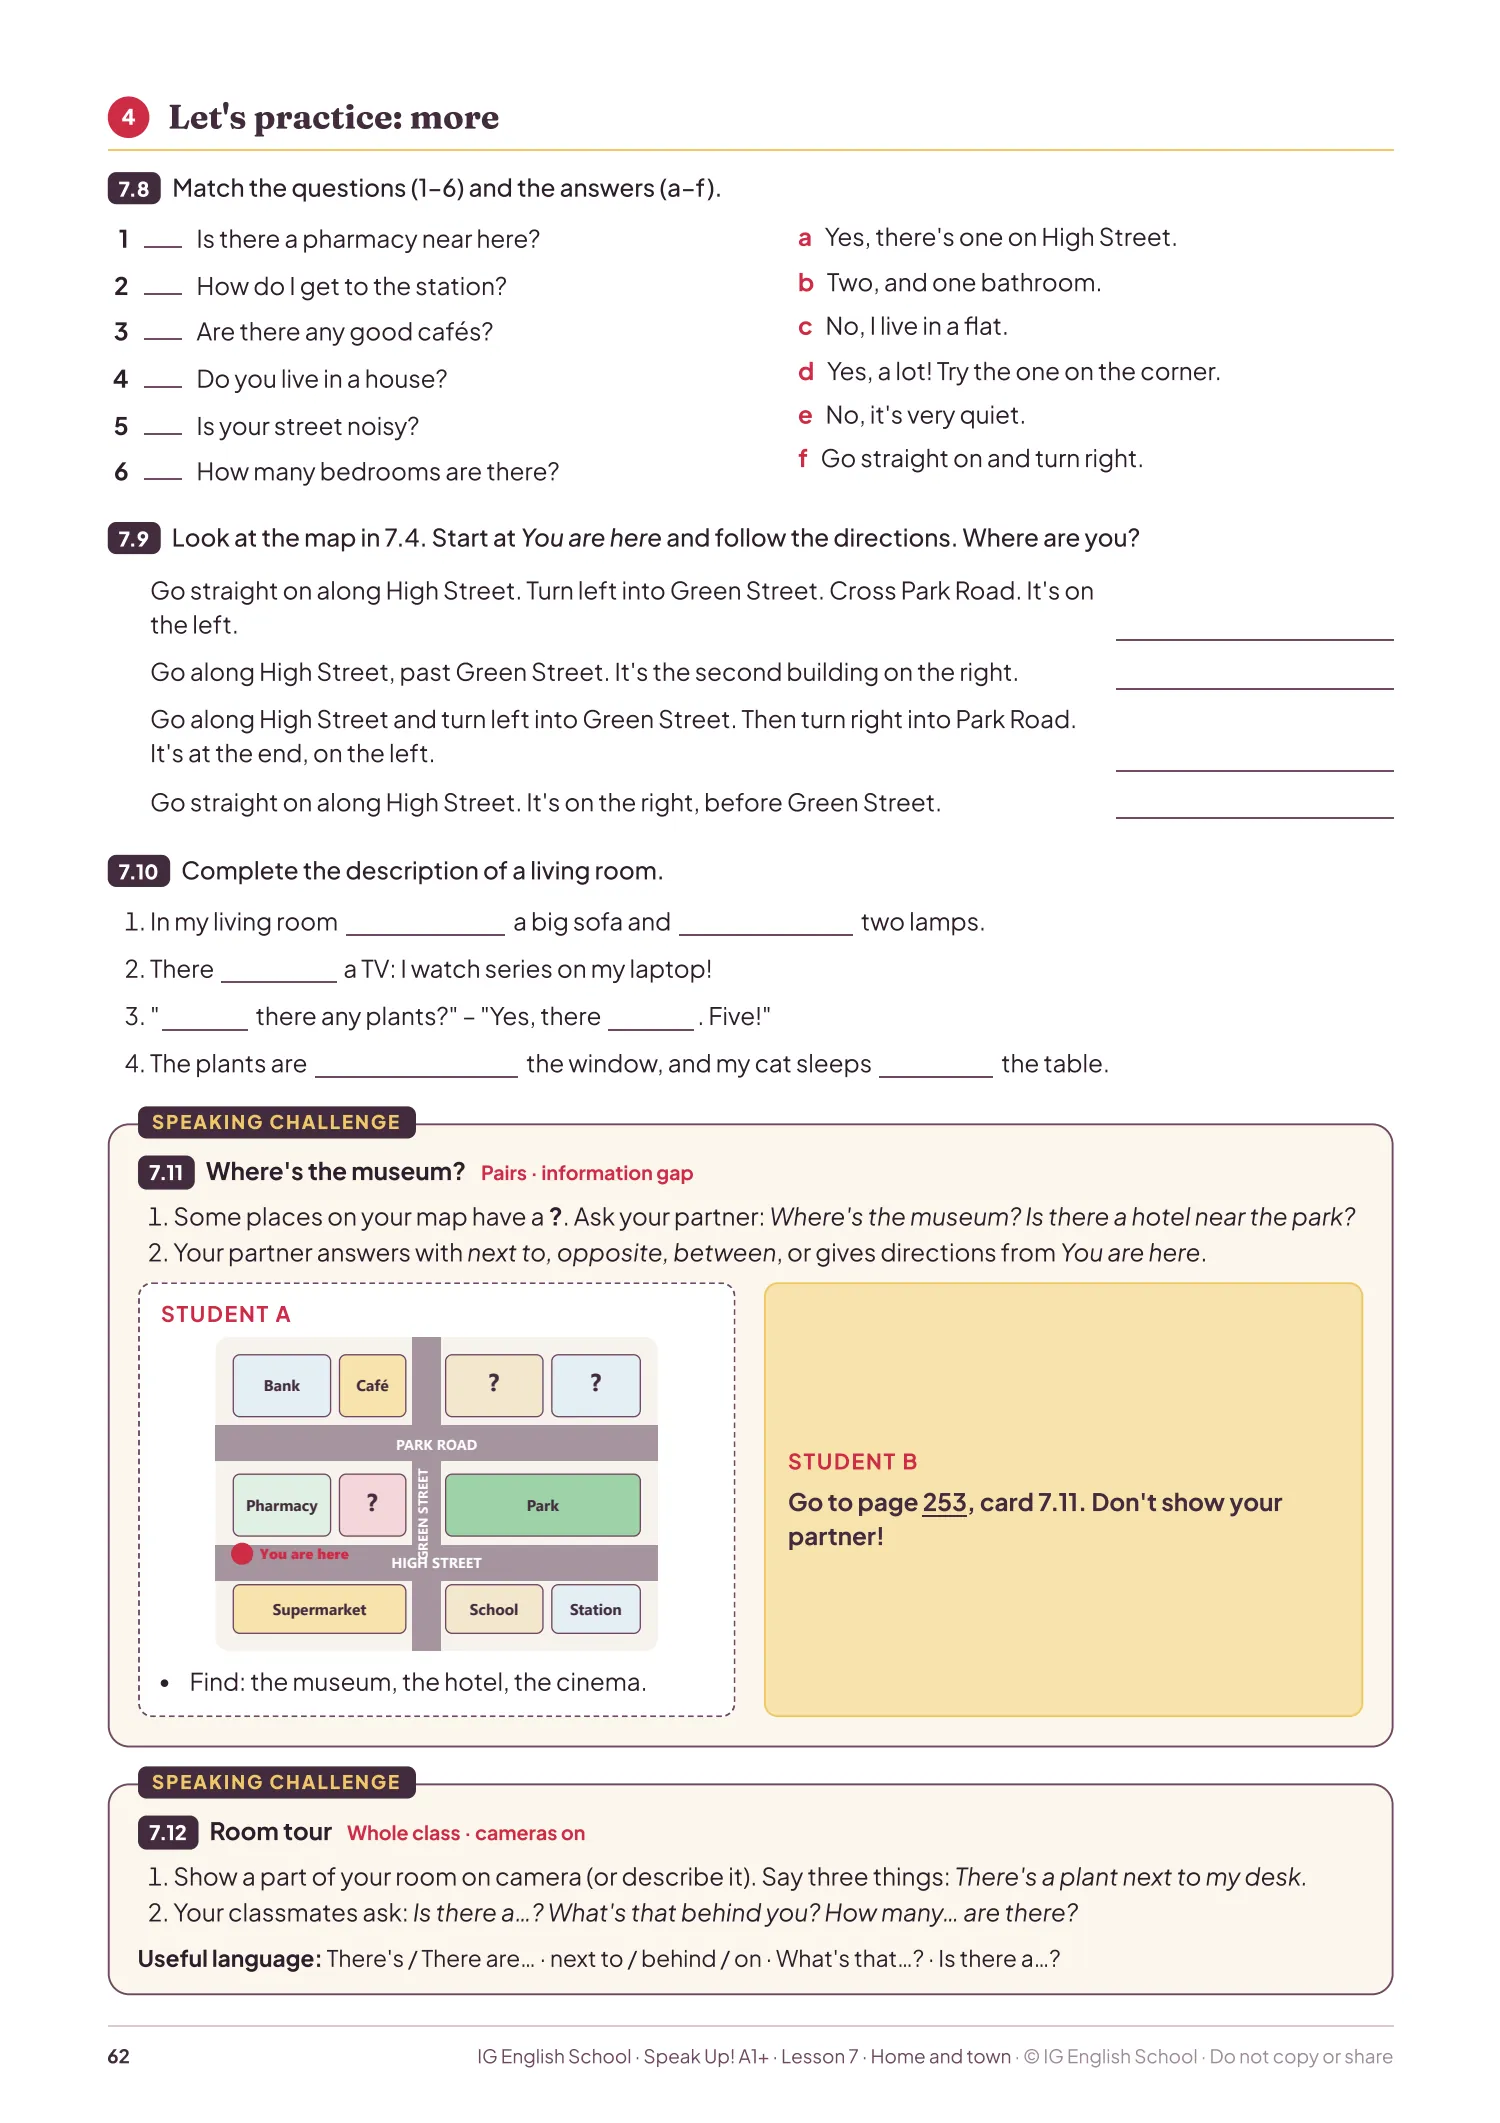 4 Let's practice: more
7.8 Match the questions (1–6) and the answers (a–f).
1 ___ Is there a pharmacy near here?
2 ___ How do I get to the station?
3 ___ Are there any good cafés?
4 ___ Do you live in a house?
5 ___ Is your street noisy?
6 ___ How many bedrooms are there?
a Yes, there's one on High Street.
b Two, and one bathroom.
c No, I live in a flat.
d Yes, a lot! Try the one on the corner.
e No, it's very quiet.
f Go straight on and turn right.
7.9 Look at the map in 7.4. Start at You are here and follow the directions. Where are you?
Go straight on along High Street. Turn left into Green Street. Cross Park Road. It's on
the left.
Go along High Street, past Green Street. It's the second building on the right.
Go along High Street and turn left into Green Street. Then turn right into Park Road.
It's at the end, on the left.
Go straight on along High Street. It's on the right, before Green Street.
7.10 Complete the description of a living room.
1. In my living room ___ a big sofa and ___ two lamps.
2. There ___ a TV: I watch series on my laptop!
3. "___ there any plants?" – "Yes, there ___. Five!"
4. The plants are ___ the window, and my cat sleeps ___ the table.
SPEAKING CHALLENGE
7.11 Where's the museum? Pairs · information gap
1. Some places on your map have a ?. Ask your partner: Where's the museum? Is there a hotel near the park?
2. Your partner answers with next to, opposite, between, or gives directions from You are here.
STUDENT A
Bank Café ? ?
PARK ROAD
Pharmacy ? GREEN STREET Park
You are here
HIGH STREET
Supermarket School Station
• Find: the museum, the hotel, the cinema.
STUDENT B
Go to page 253, card 7.11. Don't show your
partner!
SPEAKING CHALLENGE
7.12 Room tour Whole class · cameras on
1. Show a part of your room on camera (or describe it). Say three things: There's a plant next to my desk.
2. Your classmates ask: Is there a…? What's that behind you? How many… are there?
Useful language: There's / There are… · next to / behind / on · What's that…? · Is there a…?
62 IG English School · Speak Up! A1+ · Lesson 7 · Home and town · © IG English School · Do not copy or share